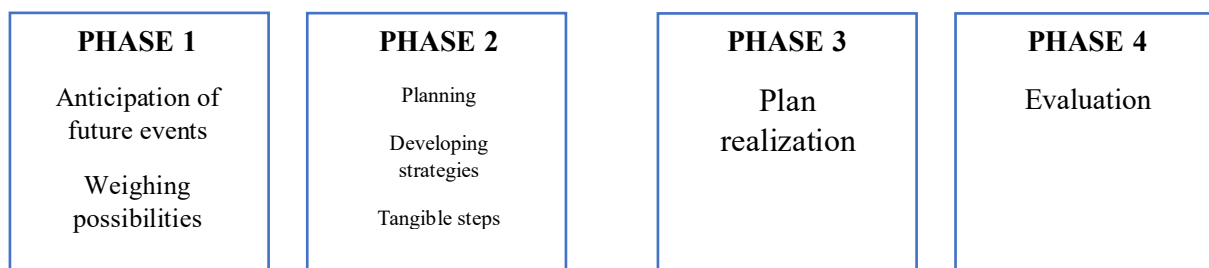 PHASE 1
Anticipation of
future events
Weighing
possibilities
PHASE 2
Planning
Developing
strategies
Tangible steps
PHASE 3
Plan
realization
PHASE 4
Evaluation